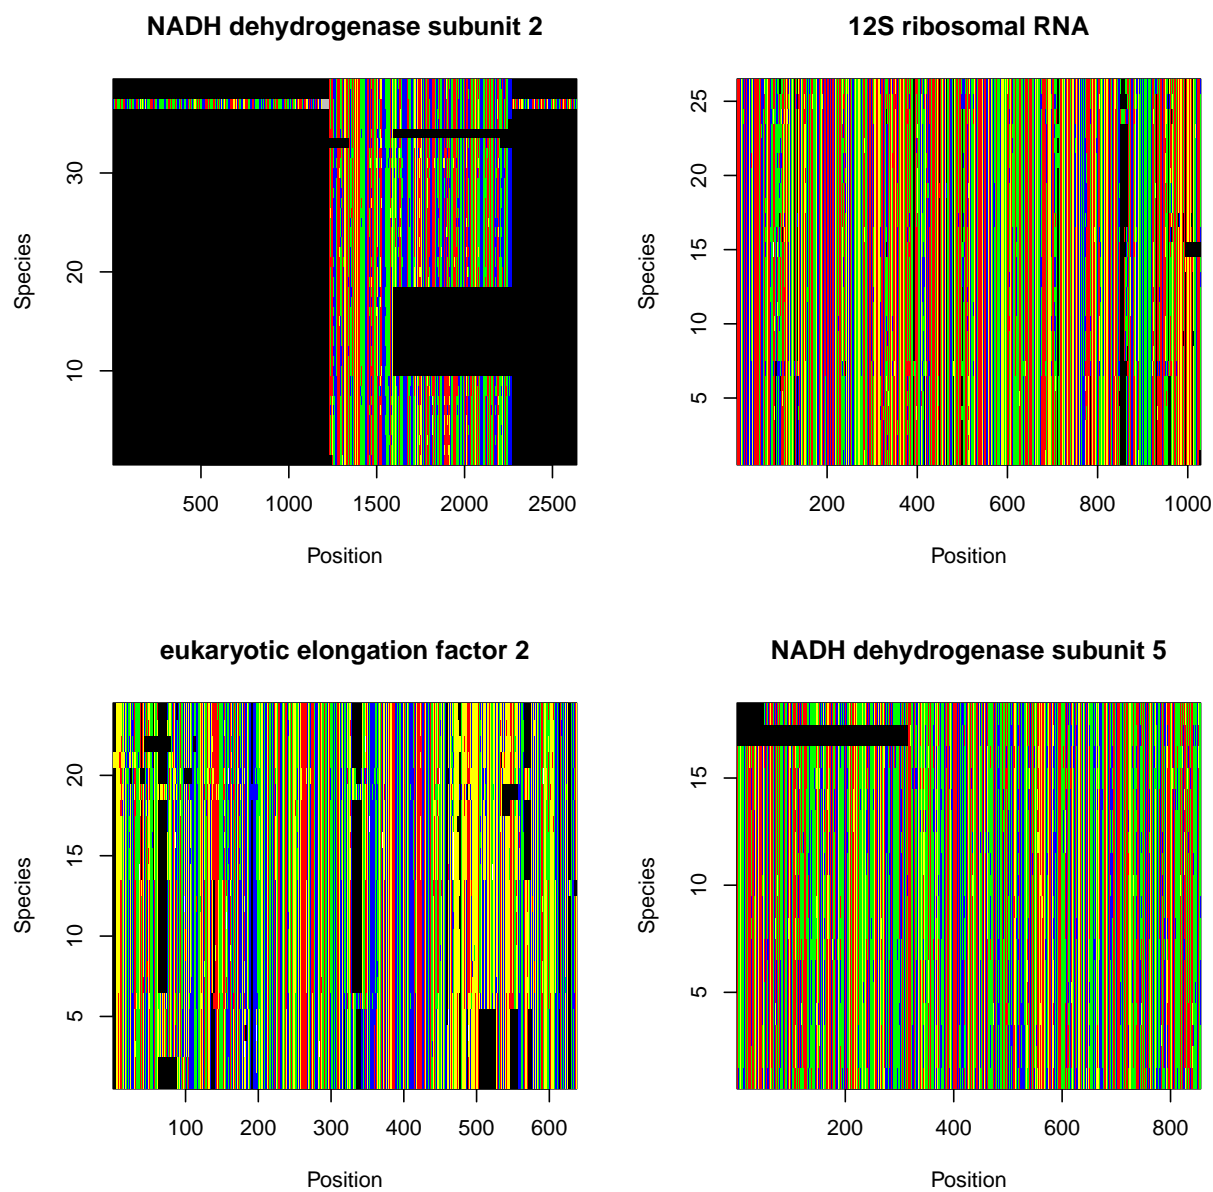 NADH dehydrogenase subunit 2
Species
10 20 30
500 1000 1500 2000 2500
Position
12S ribosomal RNA
Species
5 10 15 20 25
200 400 600 800 1000
Position
eukaryotic elongation factor 2
Species
5 10 15 20
100 200 300 400 500 600
Position
NADH dehydrogenase subunit 5
Species
5 10 15
200 400 600 800
Position